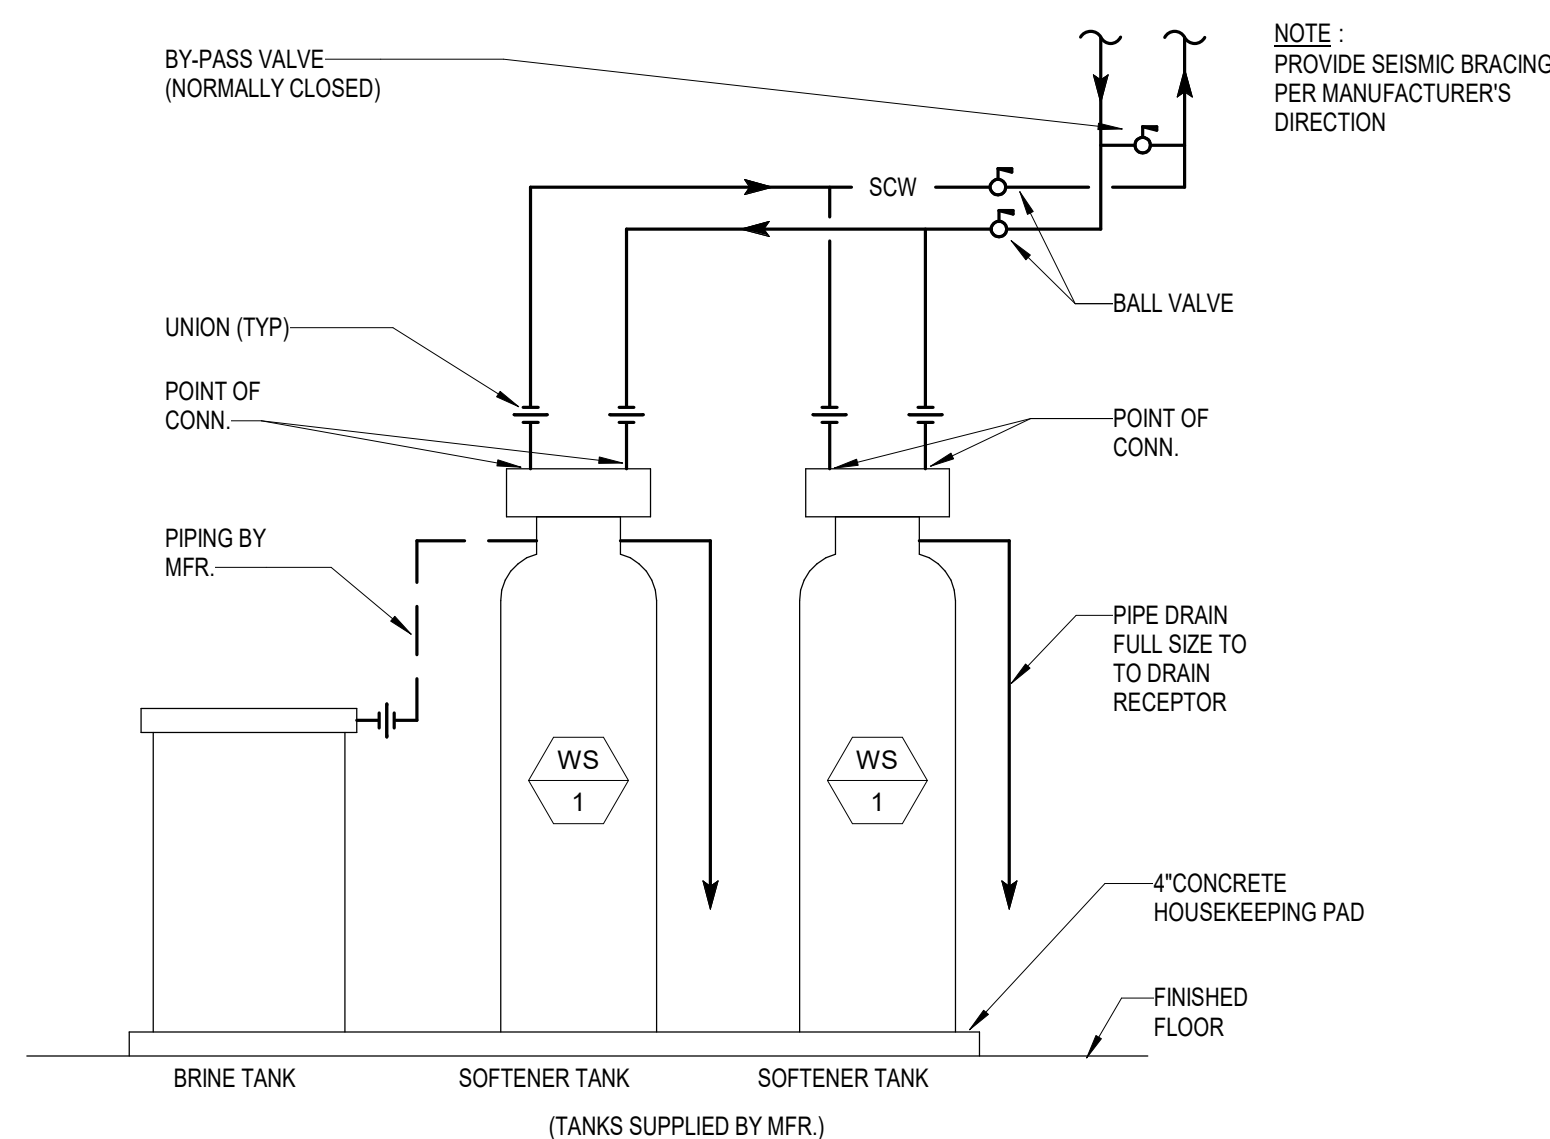 BY-PASS VALVE
(NORMALLY CLOSED)
NOTE :
PROVIDE SEISMIC BRACING
PER MANUFACTURER'S
DIRECTION
SCW
BALL VALVE
UNION (TYP)
POINT OF
CONN.
POINT OF
CONN.
PIPING BY
MFR.
PIPE DRAIN
FULL SIZE TO
TO DRAIN
RECEPTOR
WS
1
WS
1
4"CONCRETE
HOUSEKEEPING PAD
FINISHED
FLOOR
BRINE TANK
SOFTENER TANK
SOFTENER TANK
(TANKS SUPPLIED BY MFR.)